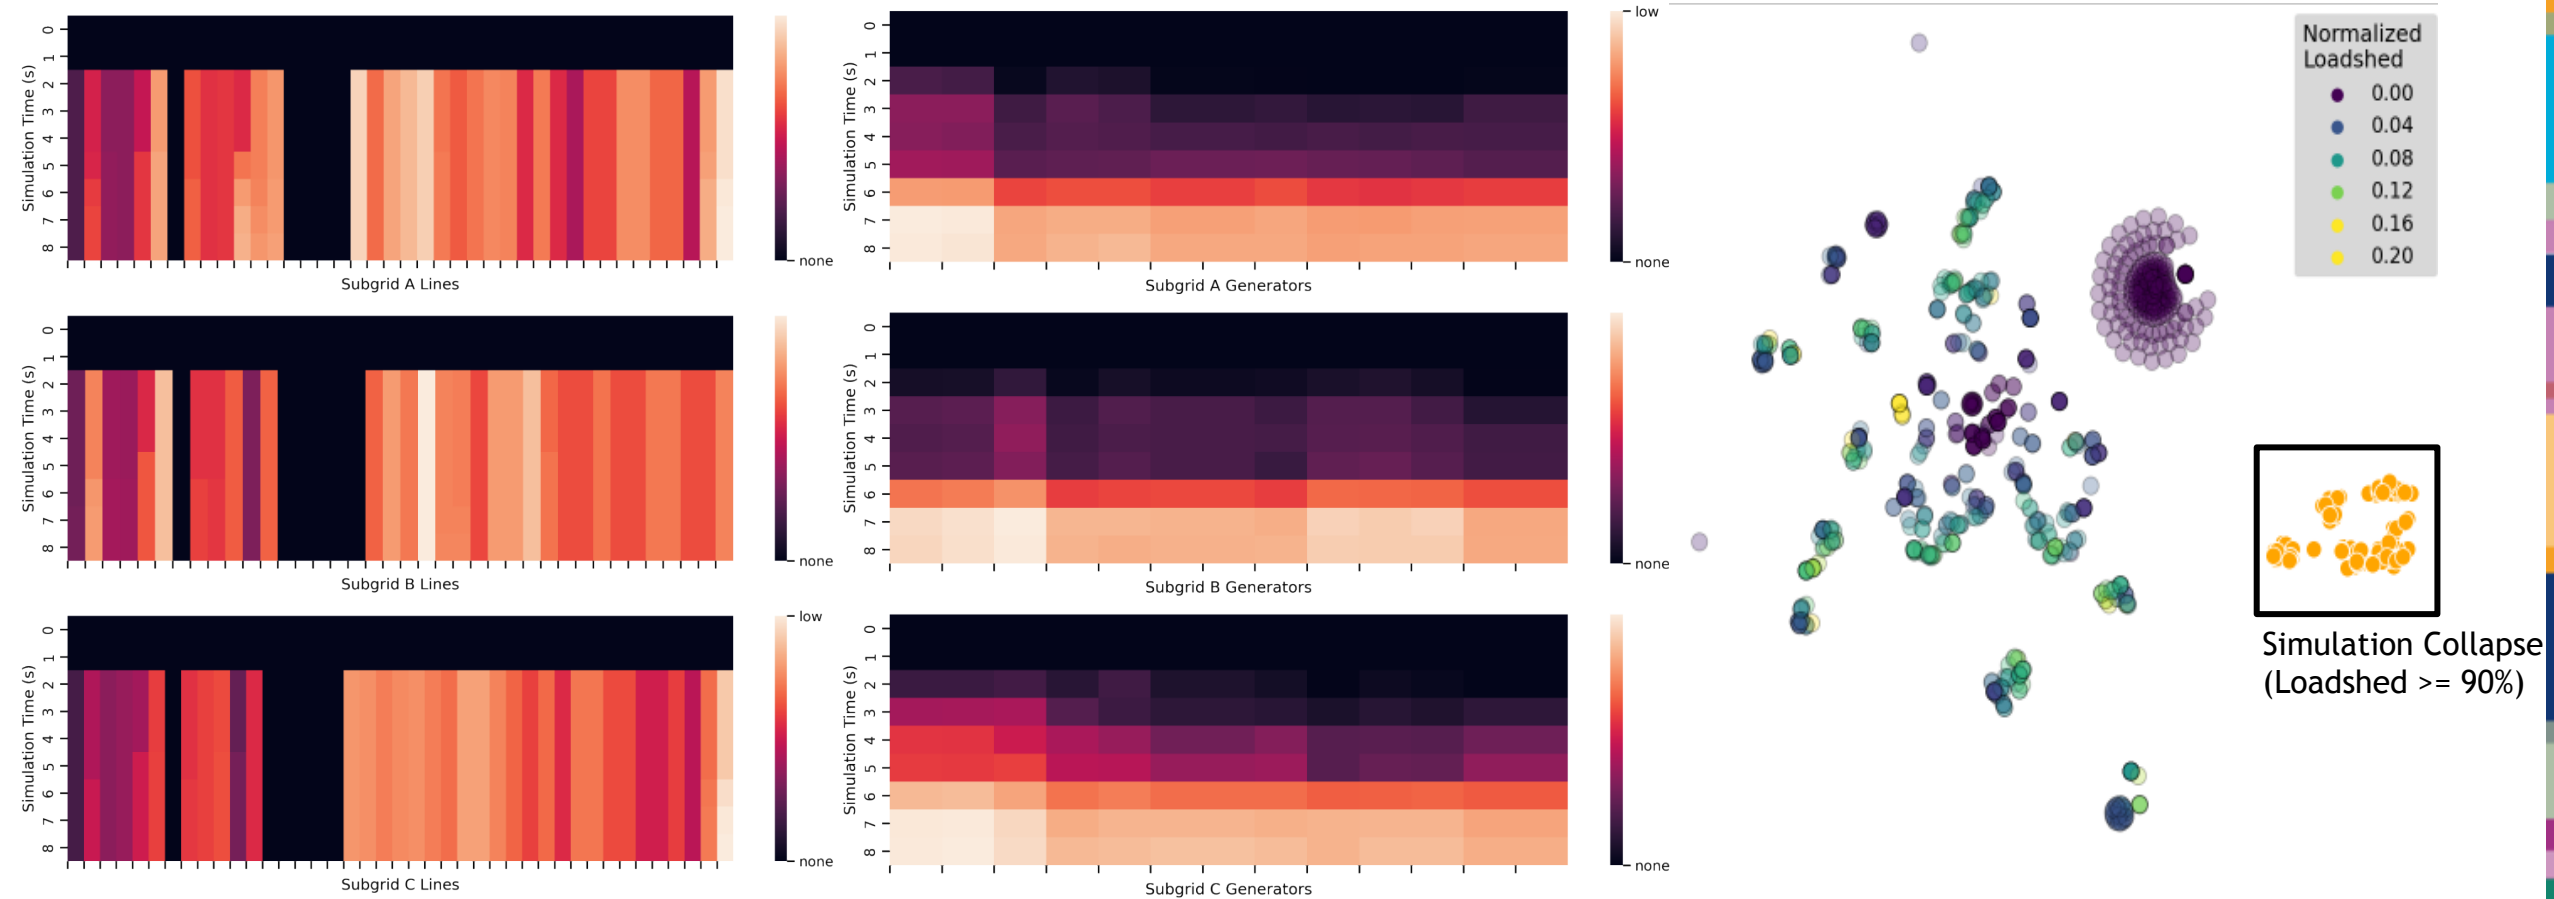 Simulation Time (s)
0
1
2
3
4
5
6
7
8
Subgrid A Lines
none
Simulation Time (s)
0
1
2
3
4
5
6
7
8
Subgrid A Generators
low
none
Simulation Time (s)
0
1
2
3
4
5
6
7
8
Subgrid B Lines
none
Simulation Time (s)
0
1
2
3
4
5
6
7
8
Subgrid B Generators
none
Simulation Time (s)
0
1
2
3
4
5
6
7
8
Subgrid C Lines
low
none
Simulation Time (s)
0
1
2
3
4
5
6
7
8
Subgrid C Generators
none
Normalized
Loadshed
0.00
0.04
0.08
0.12
0.16
0.20
Simulation Collapse
(Loadshed >= 90%)